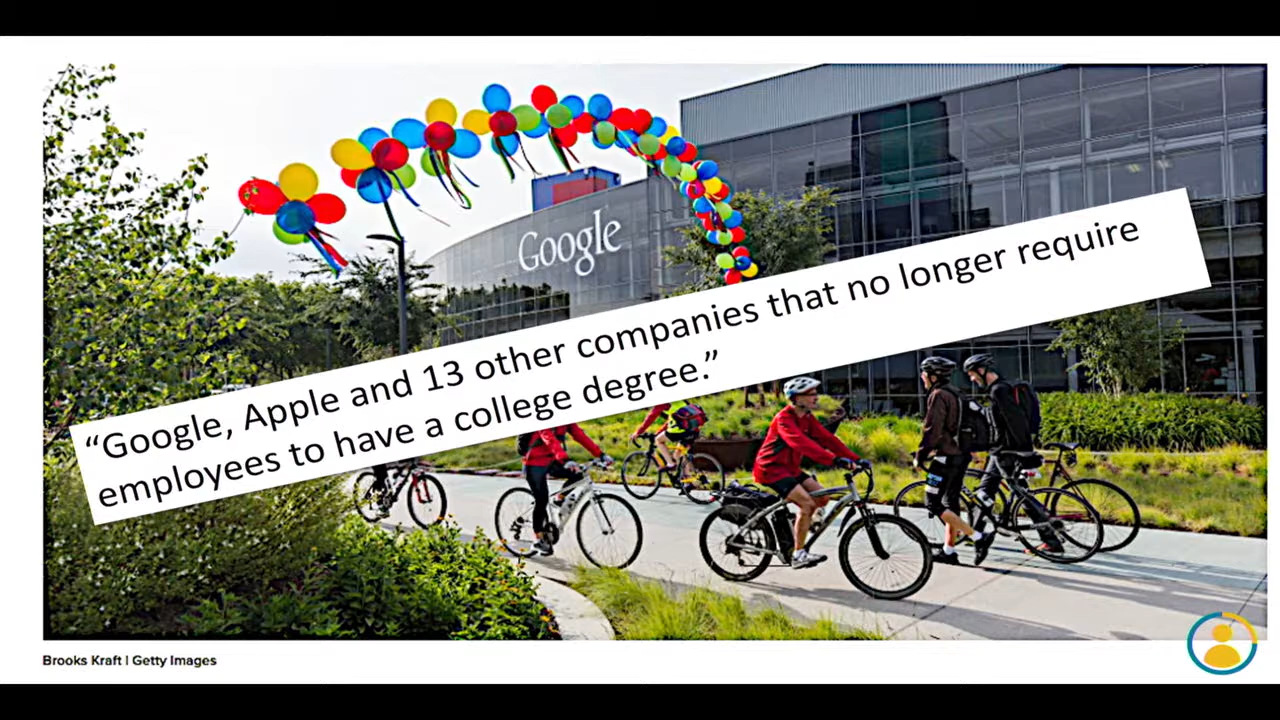 Google
“Google, Apple and 13 other companies that no longer require
employees to have a college degree.”
Brooks Kraft | Getty Images